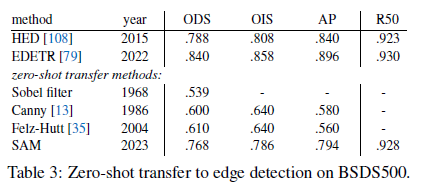 method year ODS OIS AP R50
HED [108] 2015 .788 .808 .840 .923
EDETR [79] 2022 .840 .858 .896 .930
zero-shot transfer methods:
Sobel filter 1968 .539 - - -
Canny [13] 1986 .600 .640 .580 -
Felz-Hutt [35] 2004 .610 .640 .560 -
SAM 2023 .768 .786 .794 .928
Table 3: Zero-shot transfer to edge detection on BSDS500.